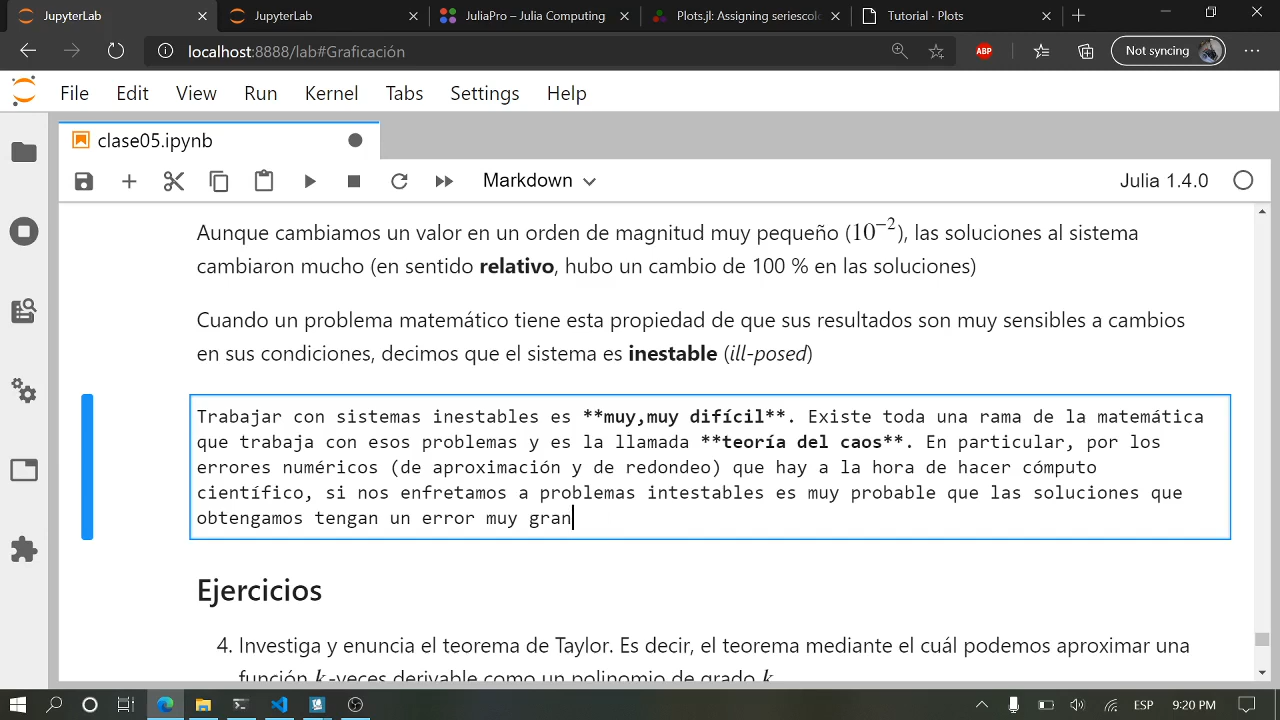 JupyterLab
JupyterLab
JuliaPro – Julia Computing
Plots.jl: Assigning seriescolo
Tutorial · Plots
localhost:8888/lab#Graficación
ABP
Not syncing
File Edit View Run Kernel Tabs Settings Help
clase05.ipynb
Markdown
Julia 1.4.0
Aunque cambiamos un valor en un orden de magnitud muy pequeño (10⁻²), las soluciones al sistema
cambiaron mucho (en sentido relativo, hubo un cambio de 100 % en las soluciones)
Cuando un problema matemático tiene esta propiedad de que sus resultados son muy sensibles a cambios
en sus condiciones, decimos que el sistema es inestable (ill-posed)
Trabajar con sistemas inestables es **muy,muy difícil**. Existe toda una rama de la matemática
que trabaja con esos problemas y es la llamada **teoría del caos**. En particular, por los
errores numéricos (de aproximación y de redondeo) que hay a la hora de hacer cómputo
científico, si nos enfretamos a problemas intestables es muy probable que las soluciones que
obtengamos tengan un error muy gran
Ejercicios
4. Investiga y enuncia el teorema de Taylor. Es decir, el teorema mediante el cuál podemos aproximar una
función k-veces derivable como un polinomio de grado k
ESP
9:20 PM